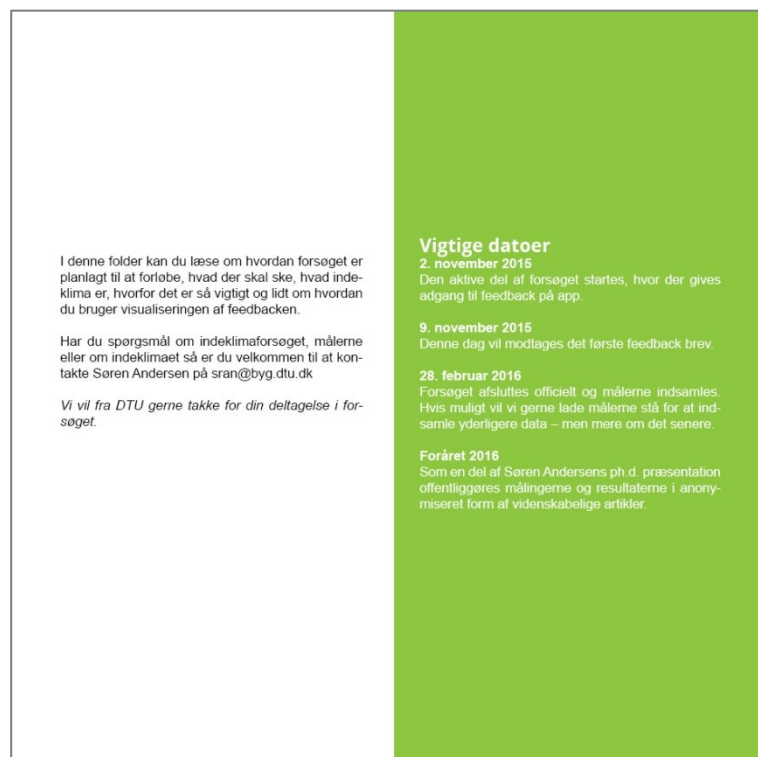 I denne folder kan du læse om hvordan forsøget er
planlagt til at forløbe, hvad der skal ske, hvad inde-
klima er, hvorfor det er så vigtigt og lidt om hvordan
du bruger visualiseringen af feedbacken.
Har du spørgsmål om indeklimaforsøget, målerne
eller om indeklimaet så er du velkommen til at kon-
takte Søren Andersen på sran@byg.dtu.dk
Vi vil fra DTU gerne takke for din deltagelse i for-
søget.
Vigtige datoer
2. november 2015
Den aktive del af forsøget startes, hvor der gives
adgang til feedback på app.
9. november 2015
Denne dag vil modtages det første feedback brev.
28. februar 2016
Forsøget afsluttes officielt og målerne indsamles.
Hvis muligt vil vi gerne lade målerne stå for at ind-
samle yderligere data – men mere om det senere.
Foråret 2016
Som en del af Søren Andersens ph.d. præsentation
offentliggøres målingerne og resultaterne i anony-
miseret form af videnskabelige artikler.